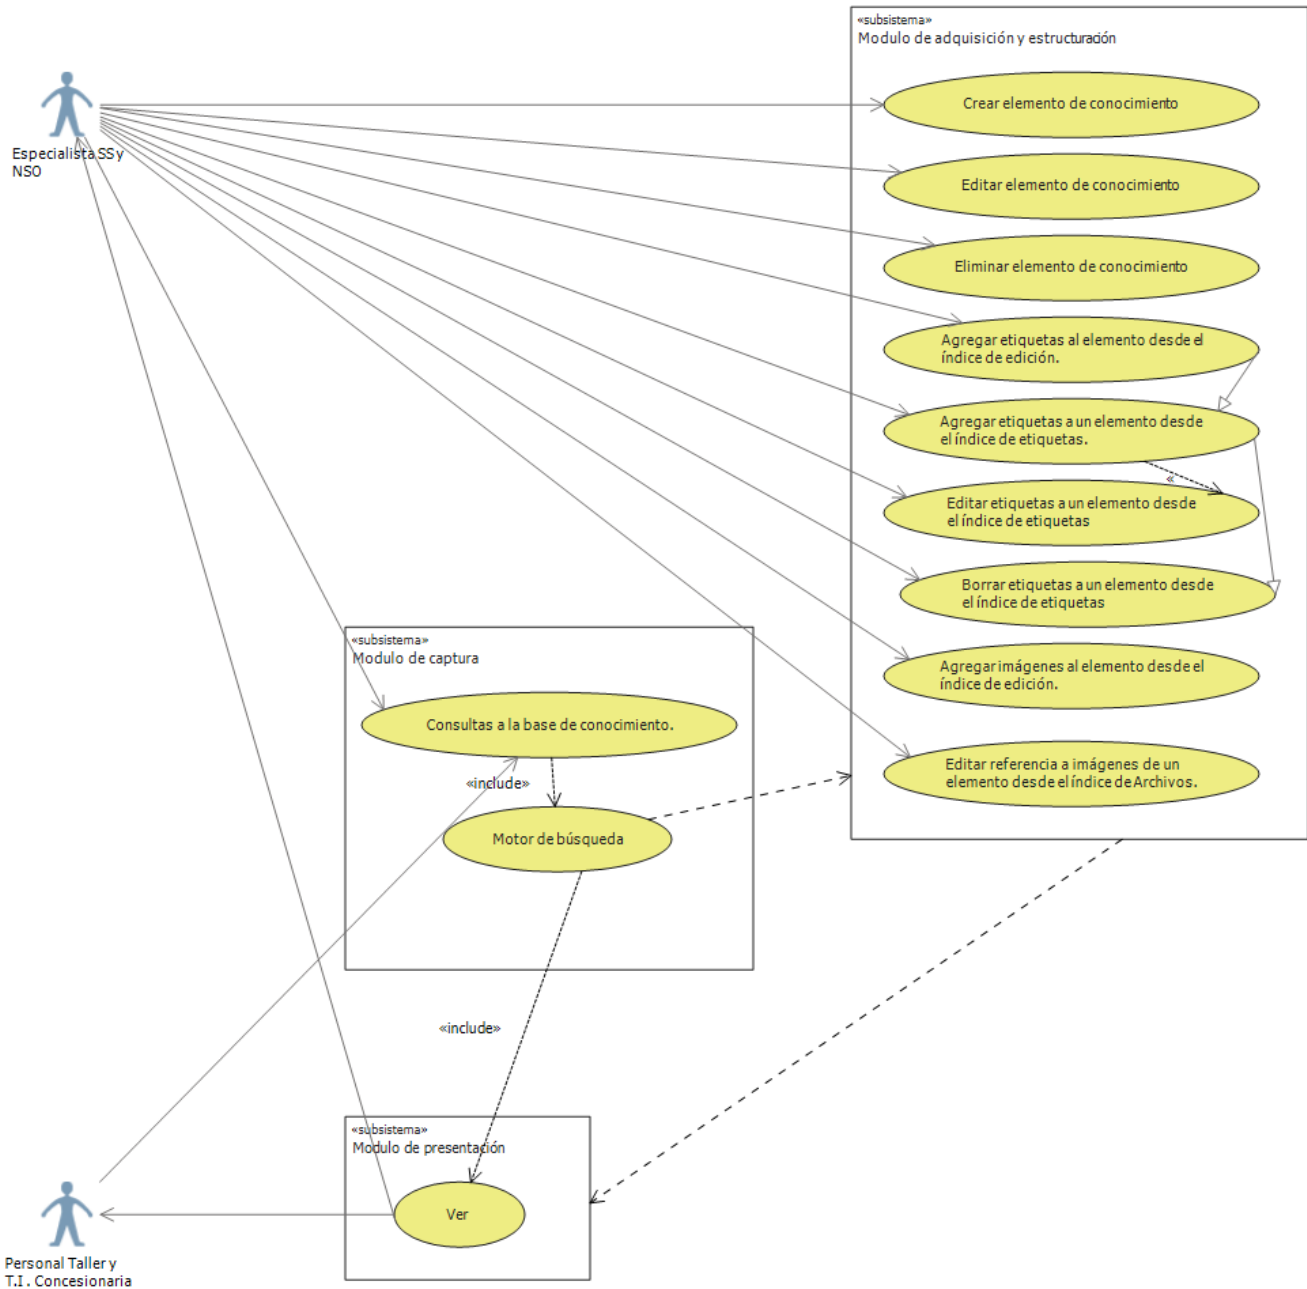 «subsistema»
Modulo de adquisición y estructuración
Crear elemento de conocimiento
Editar elemento de conocimiento
Eliminar elemento de conocimiento
Agregar etiquetas al elemento desde el
índice de edición.
Agregar etiquetas a un elemento desde
el índice de etiquetas.
«
Editar etiquetas a un elemento desde
el índice de etiquetas
Borrar etiquetas a un elemento desde
el índice de etiquetas
Agregar imágenes al elemento desde el
índice de edición.
Editar referencia a imágenes de un
elemento desde el índice de Archivos.
Especialista SS y
NSO
«subsistema»
Modulo de captura
Consultas a la base de conocimiento.
«include»
Motor de búsqueda
«include»
«subsistema»
Modulo de presentación
Ver
Personal Taller y
T.I. Concesionaria